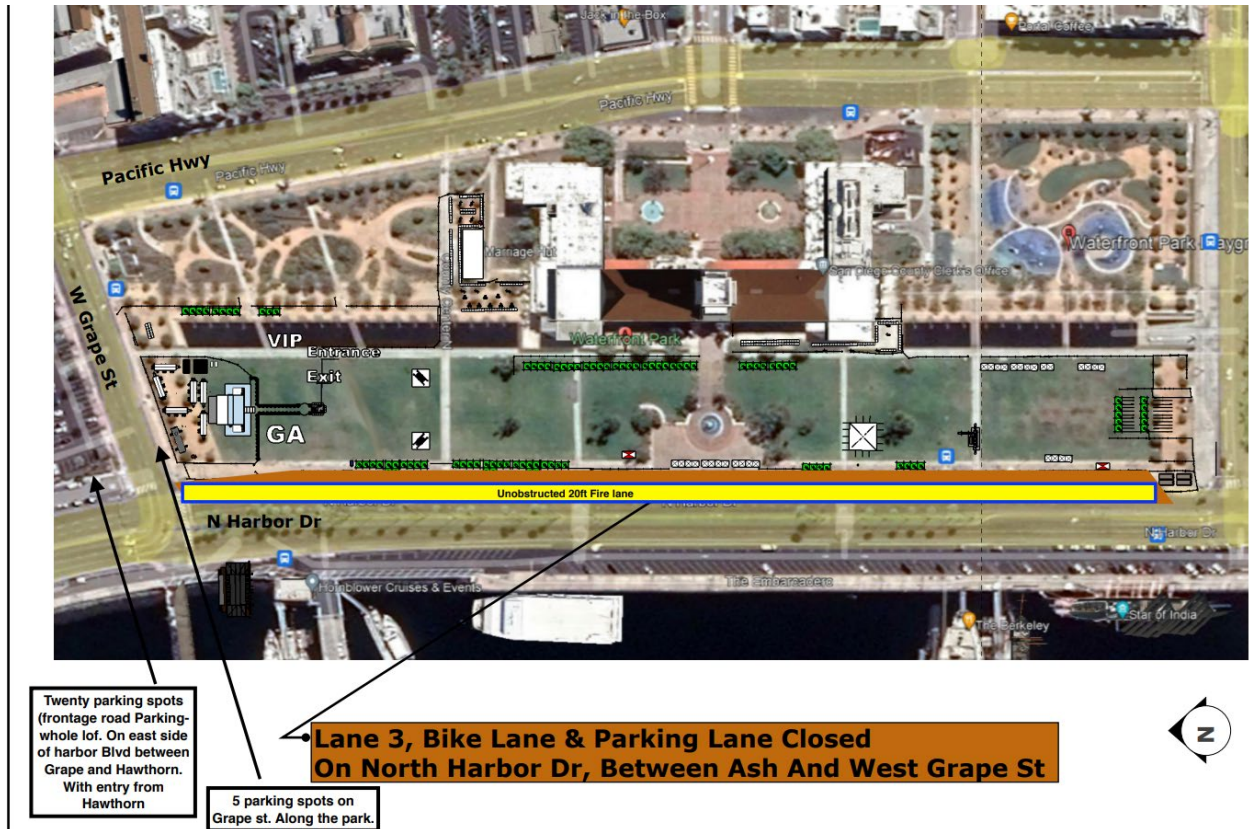 Jack in the Box
Portal Coffee
Pacific Hwy
Pacific Hwy
Pacific Hwy
W Grape St
Marriage Hut
San Diego County Clerk's Office
Waterfront Park Playgr
VIP
Entrance
Exit
Waterfront Park
GA
Unobstructed 20ft Fire lane
N Harbor Dr
N Harbor Dr
Hornblower Cruises & Events
The Embarcadero
Star of India
The Berkeley
Twenty parking spots
(frontage road Parking-
whole lof. On east side
of harbor Blvd between
Grape and Hawthorn.
With entry from
Hawthorn
5 parking spots on
Grape st. Along the park.
Lane 3, Bike Lane & Parking Lane Closed
On North Harbor Dr, Between Ash And West Grape St
N